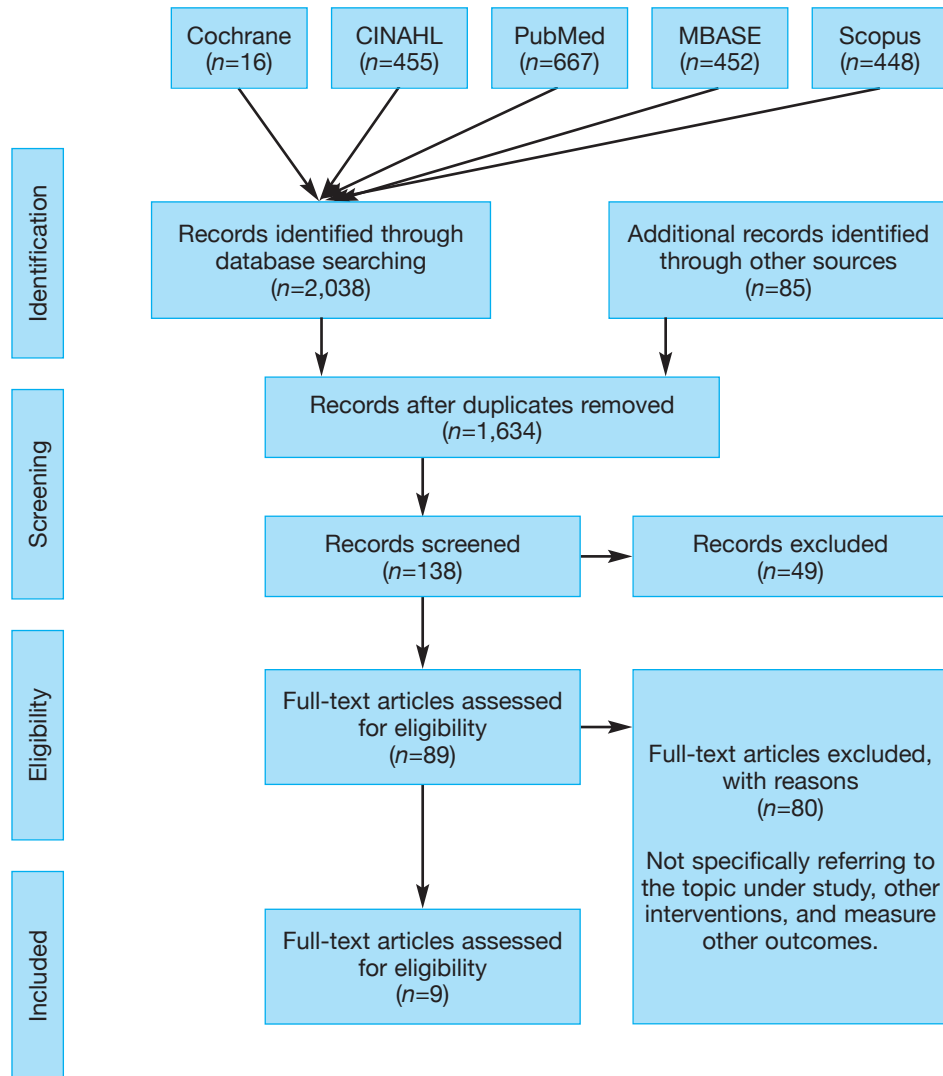 Cochrane
(n=16)
CINAHL
(n=455)
PubMed
(n=667)
MBASE
(n=452)
Scopus
(n=448)
Identification
Records identified through
database searching
(n=2,038)
Additional records identified
through other sources
(n=85)
Screening
Records after duplicates removed
(n=1,634)
Records screened
(n=138)
Records excluded
(n=49)
Eligibility
Full-text articles assessed
for eligibility
(n=89)
Full-text articles excluded,
with reasons
(n=80)
Not specifically referring to
the topic under study, other
interventions, and measure
other outcomes.
Included
Full-text articles assessed
for eligibility
(n=9)